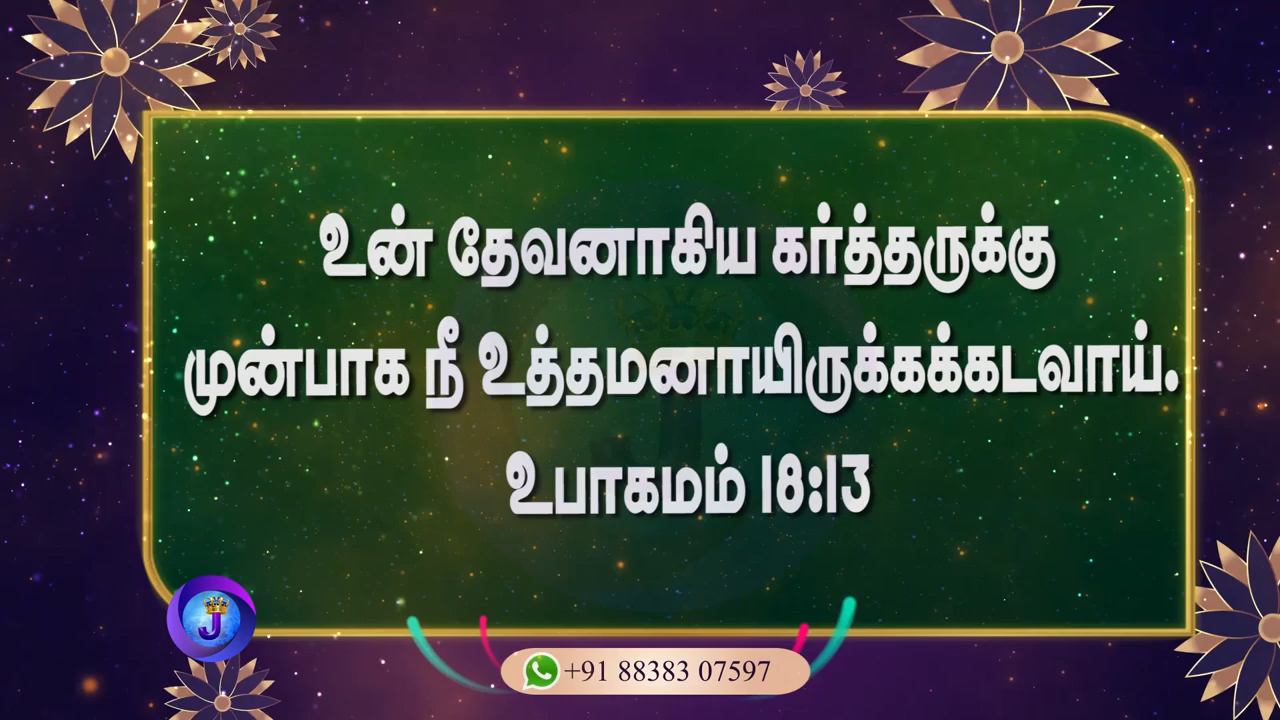 உன் தேவனாகிய கர்த்தருக்கு
முன்பாக நீ உத்தமனாயிருக்கக்கடவாய்.
உபாகமம் 18:13
J
+91 88383 07597